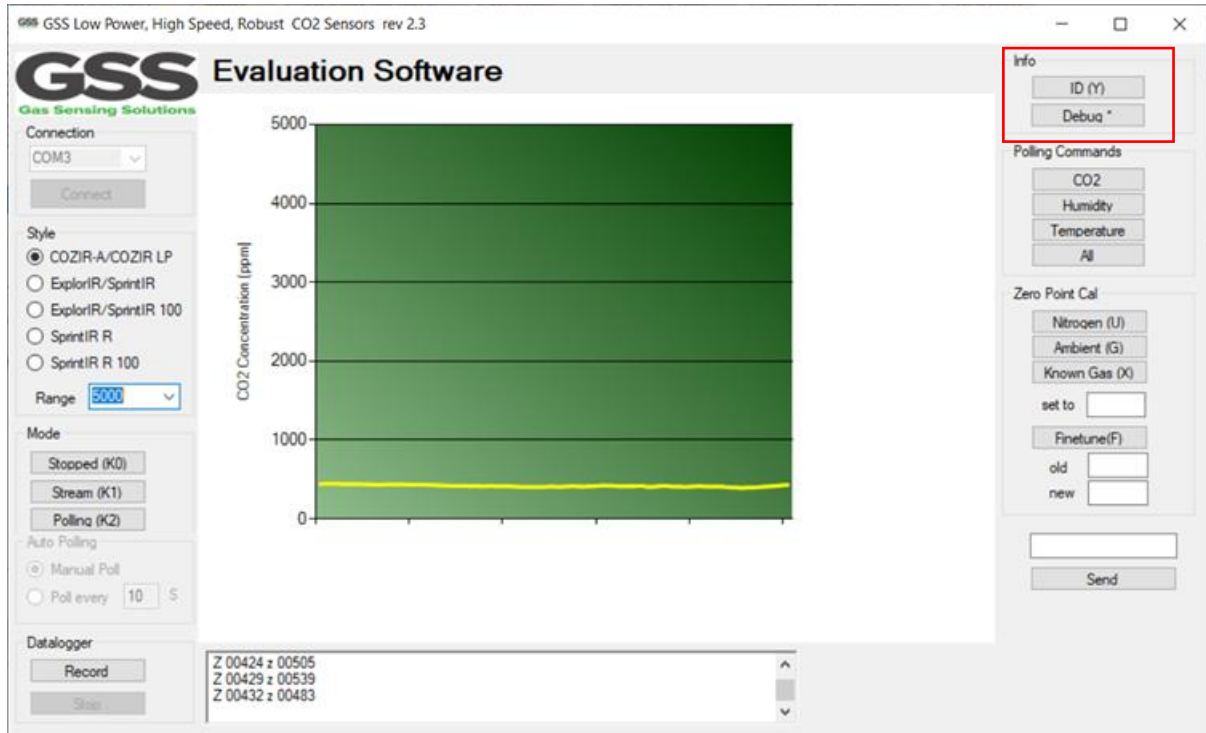 GSS GSS Low Power, High Speed, Robust CO2 Sensors rev 2.3
GSS
Gas Sensing Solutions
Evaluation Software
Connection
COM3
Connect
Style
COZIR-A/COZIR LP
ExplorIR/SprintIR
ExplorIR/SprintIR 100
SprintIR R
SprintIR R 100
Range 5000
Mode
Stopped (K0)
Stream (K1)
Polling (K2)
Auto Polling
Manual Poll
Poll every 10 S
Datalogger
Record
Stop
CO2 Concentration [ppm]
5000
4000
3000
2000
1000
0
Z 00424 z 00505
Z 00429 z 00539
Z 00432 z 00483
Info
ID (Y)
Debug *
Polling Commands
CO2
Humidity
Temperature
All
Zero Point Cal
Nitrogen (U)
Ambient (G)
Known Gas (X)
set to
Finetune(F)
old
new
Send